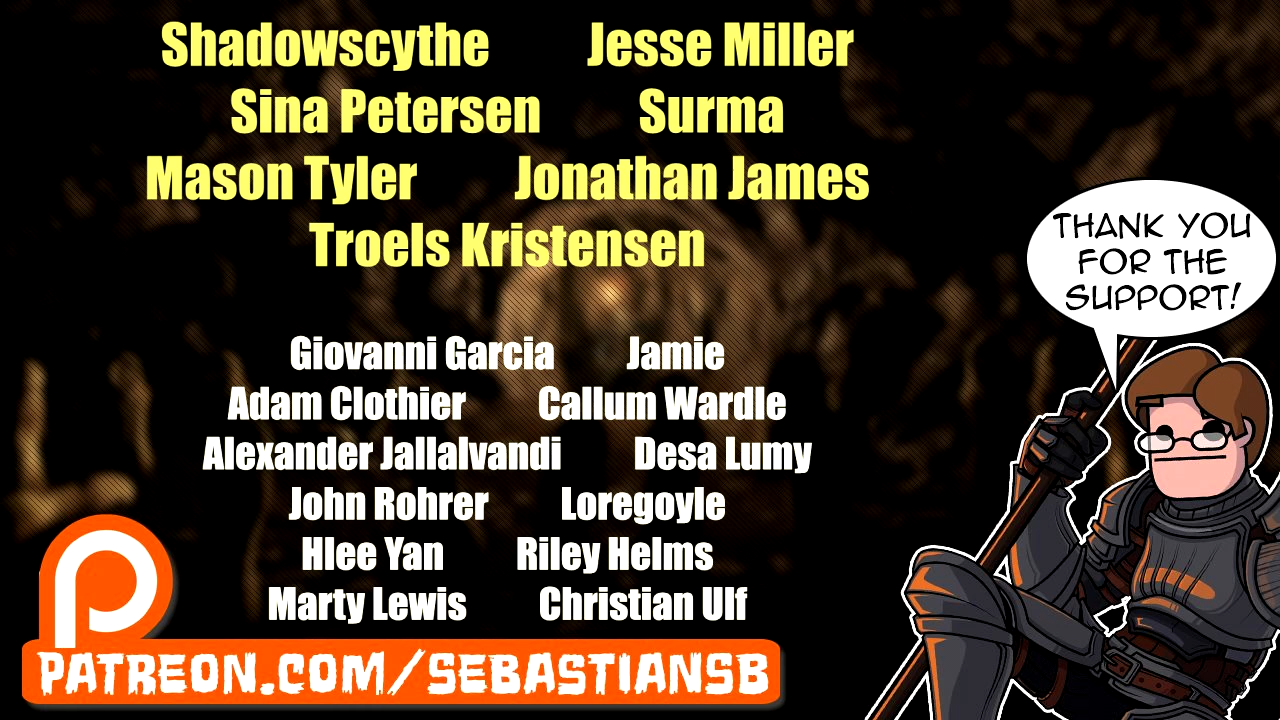 Shadowscythe Jesse Miller
Sina Petersen Surma
Mason Tyler Jonathan James
Troels Kristensen
Giovanni Garcia Jamie
Adam Clothier Callum Wardle
Alexander Jallalvandi Desa Lumy
John Rohrer Loregoyle
Hlee Yan Riley Helms
Marty Lewis Christian Ulf
PATREON.COM/SEBASTIANSB
THANK YOU
FOR THE
SUPPORT!